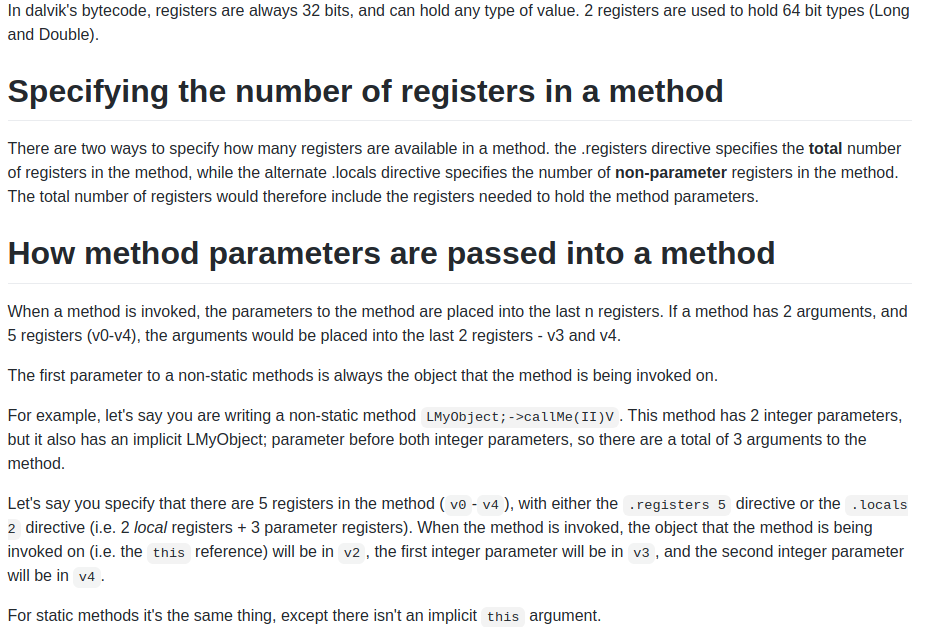 In dalvik's bytecode, registers are always 32 bits, and can hold any type of value. 2 registers are used to hold 64 bit types (Long
and Double).
Specifying the number of registers in a method
There are two ways to specify how many registers are available in a method. the .registers directive specifies the total number
of registers in the method, while the alternate .locals directive specifies the number of non-parameter registers in the method.
The total number of registers would therefore include the registers needed to hold the method parameters.
How method parameters are passed into a method
When a method is invoked, the parameters to the method are placed into the last n registers. If a method has 2 arguments, and
5 registers (v0-v4), the arguments would be placed into the last 2 registers - v3 and v4.
The first parameter to a non-static methods is always the object that the method is being invoked on.
For example, let's say you are writing a non-static method LMyObject;->callMe(II)V. This method has 2 integer parameters,
but it also has an implicit LMyObject; parameter before both integer parameters, so there are a total of 3 arguments to the
method.
Let's say you specify that there are 5 registers in the method (v0-v4), with either the .registers 5 directive or the .locals
2 directive (i.e. 2 local registers + 3 parameter registers). When the method is invoked, the object that the method is being
invoked on (i.e. the this reference) will be in v2, the first integer parameter will be in v3, and the second integer parameter
will be in v4.
For static methods it's the same thing, except there isn't an implicit this argument.